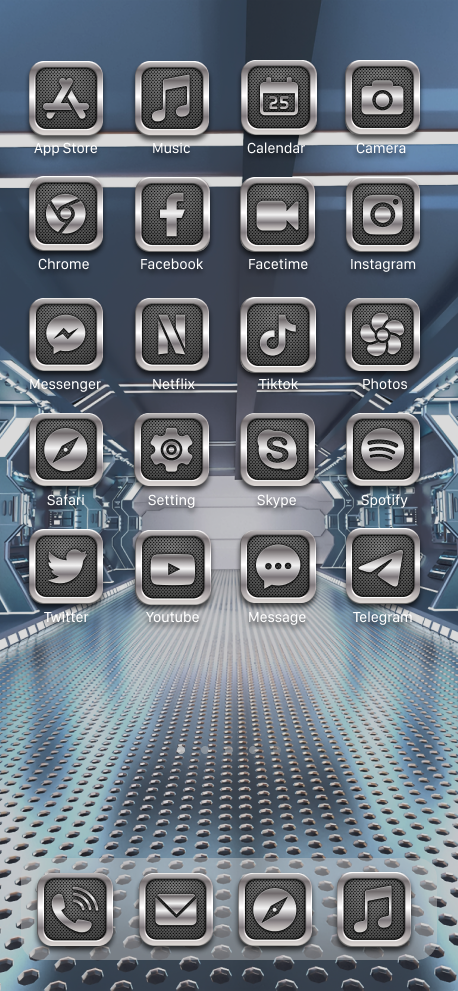 App Store Music Calendar Camera
25
Chrome Facebook Facetime Instagram
Messenger Netflix Tiktok Photos
Safari Setting Skype Spotify
Twitter Youtube Message Telegram